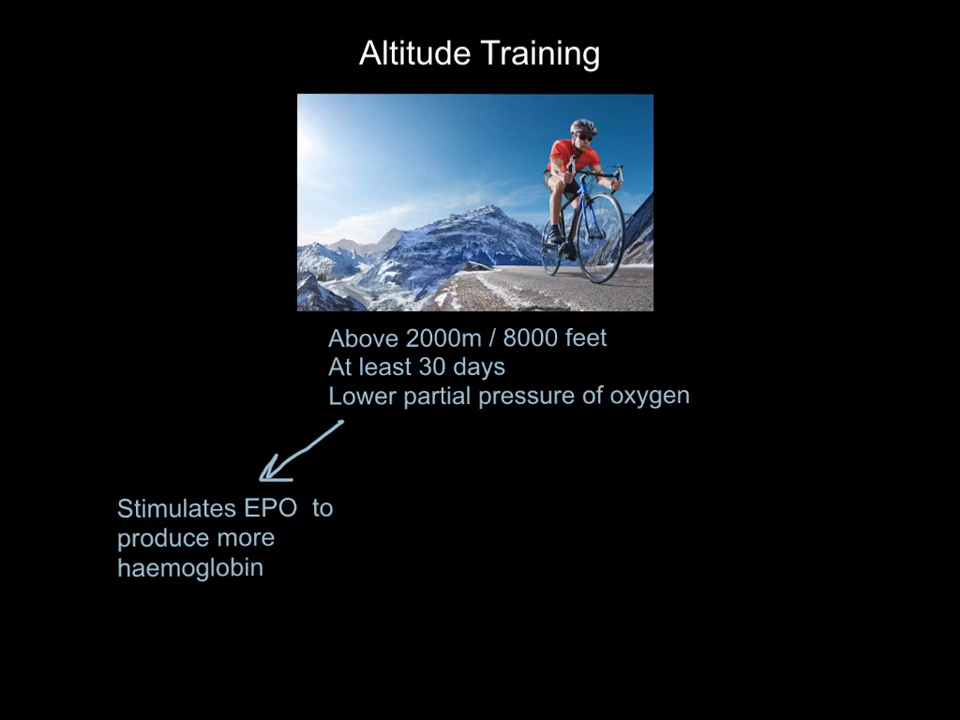 Altitude Training
Above 2000m / 8000 feet
At least 30 days
Lower partial pressure of oxygen
Stimulates EPO to
produce more
haemoglobin